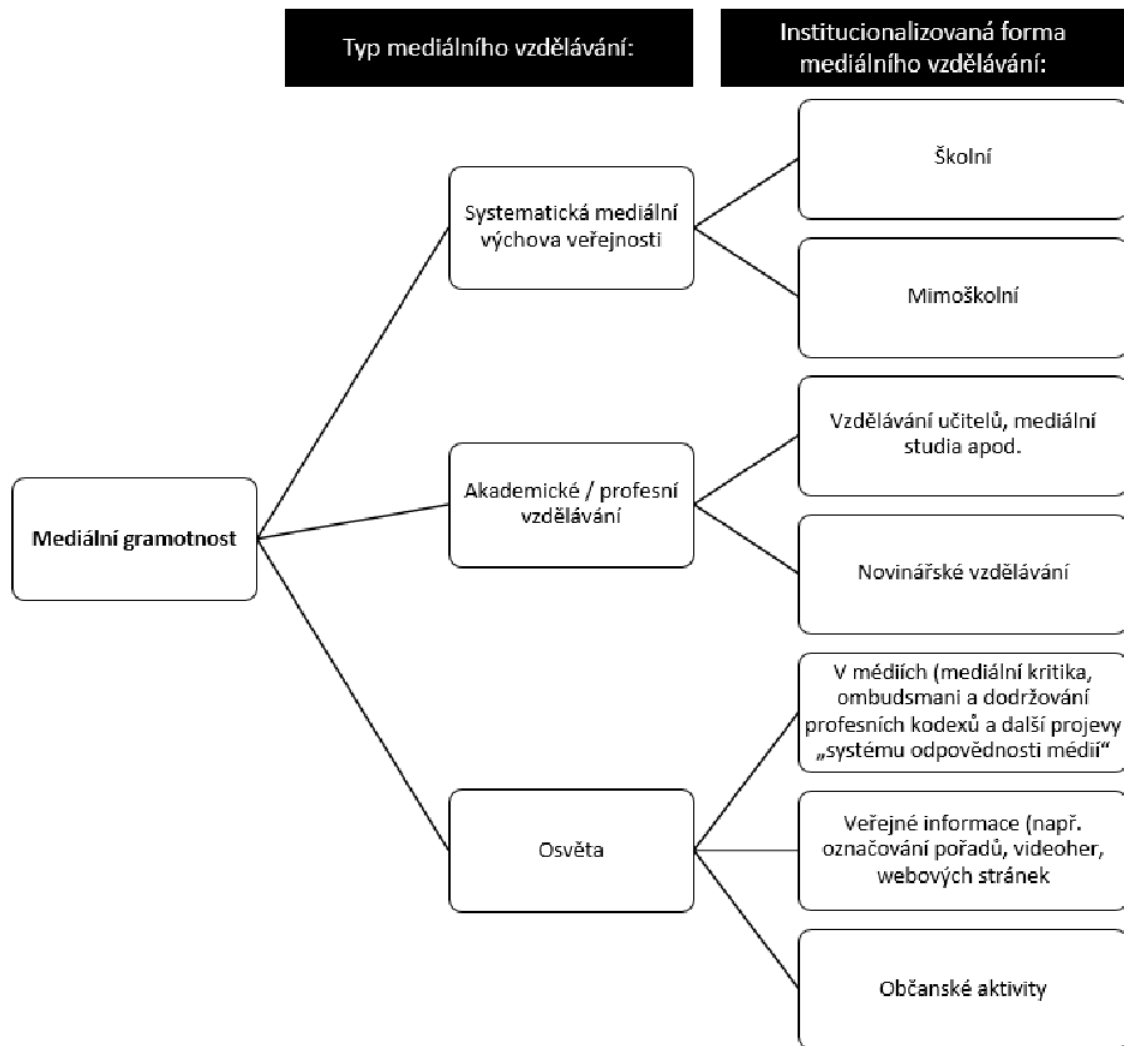 Typ mediálního vzdělávání:
Institucionalizovaná forma
mediálního vzdělávání:
Mediální gramotnost
Systematická mediální
výchova veřejnosti
Školní
Mimoškolní
Akademické / profesní
vzdělávání
Vzdělávání učitelů, mediální
studia apod.
Novinářské vzdělávání
Osvěta
V médiích (mediální kritika,
ombudsmani a dodržování
profesních kodexů a další projevy
„systému odpovědnosti médií“
Veřejné informace (např.
označování pořadů, videoher,
webových stránek
Občanské aktivity